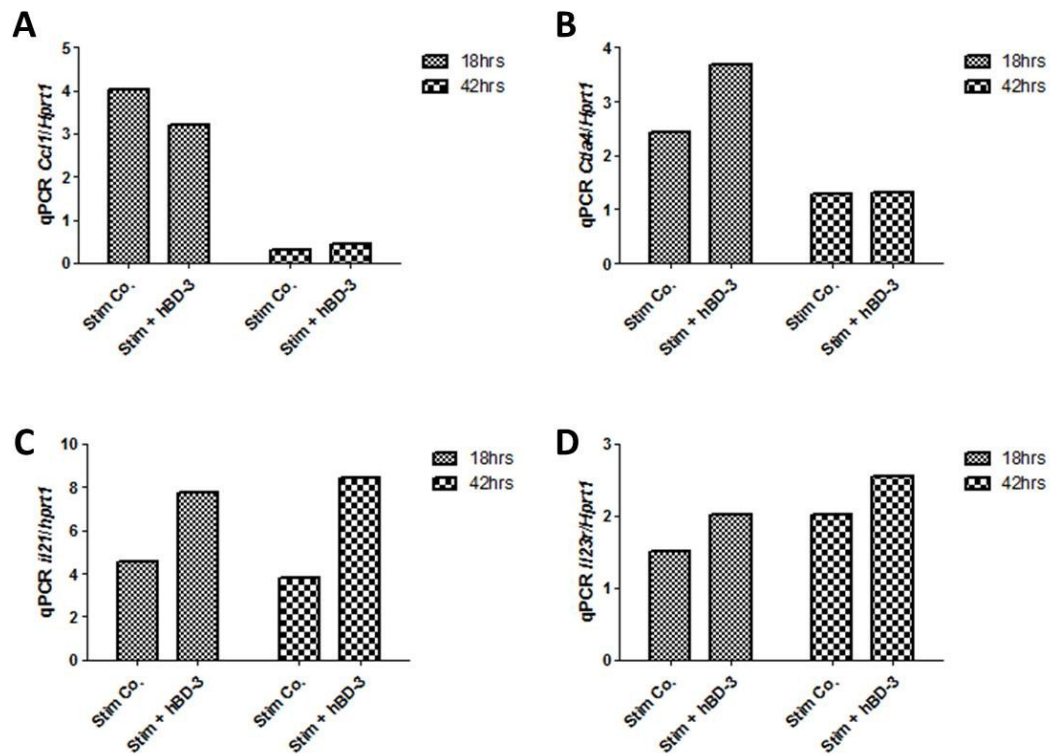 A
qPCR Ccl1/Hprt1
5
4
3
2
1
0
Stim Co.
Stim + hBD-3
Stim Co.
Stim + hBD-3
18hrs
42hrs
B
qPCR Ctla4/Hprt1
4
3
2
1
0
Stim Co.
Stim + hBD-3
Stim Co.
Stim + hBD-3
18hrs
42hrs
C
qPCR il21/hprt1
10
8
6
4
2
0
Stim Co.
Stim + hBD-3
Stim Co.
Stim + hBD-3
18hrs
42hrs
D
qPCR Il23r/Hprt1
3
2
1
0
Stim Co.
Stim + hBD-3
Stim Co.
Stim + hBD-3
18hrs
42hrs